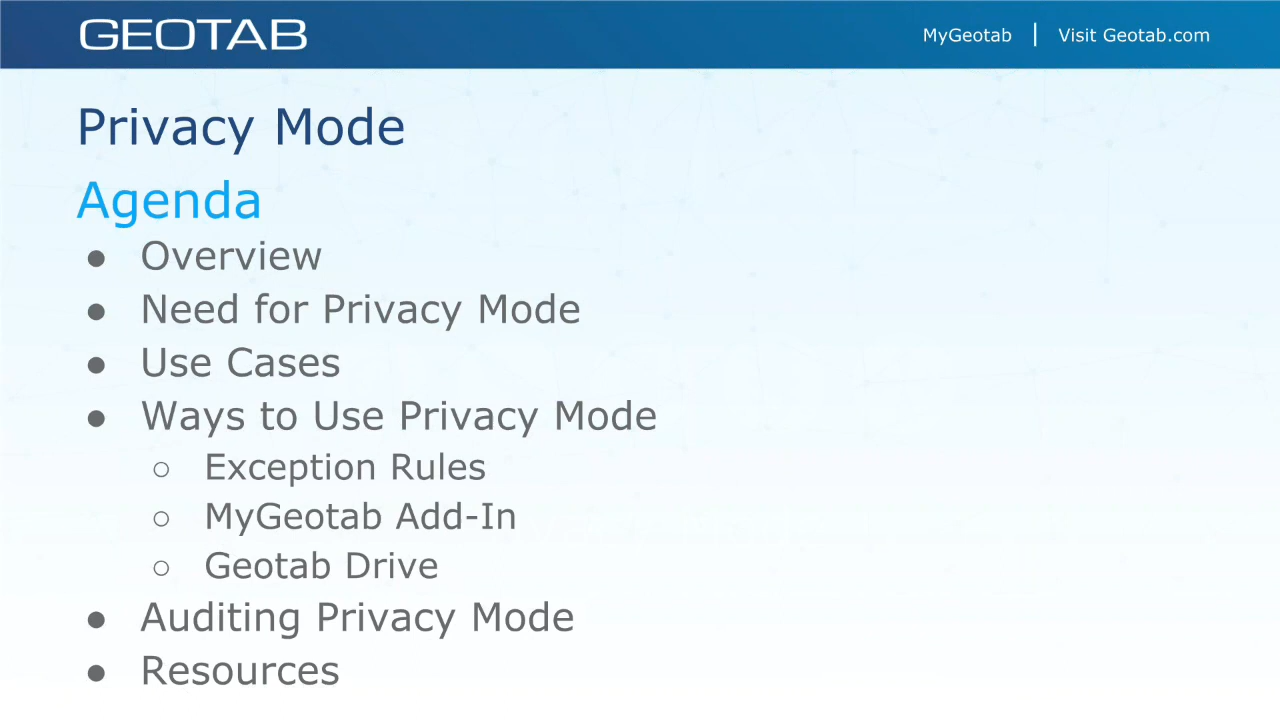 GEOTAB
MyGeotab | Visit Geotab.com
Privacy Mode
Agenda
● Overview
● Need for Privacy Mode
● Use Cases
● Ways to Use Privacy Mode
○ Exception Rules
○ MyGeotab Add-In
○ Geotab Drive
● Auditing Privacy Mode
● Resources